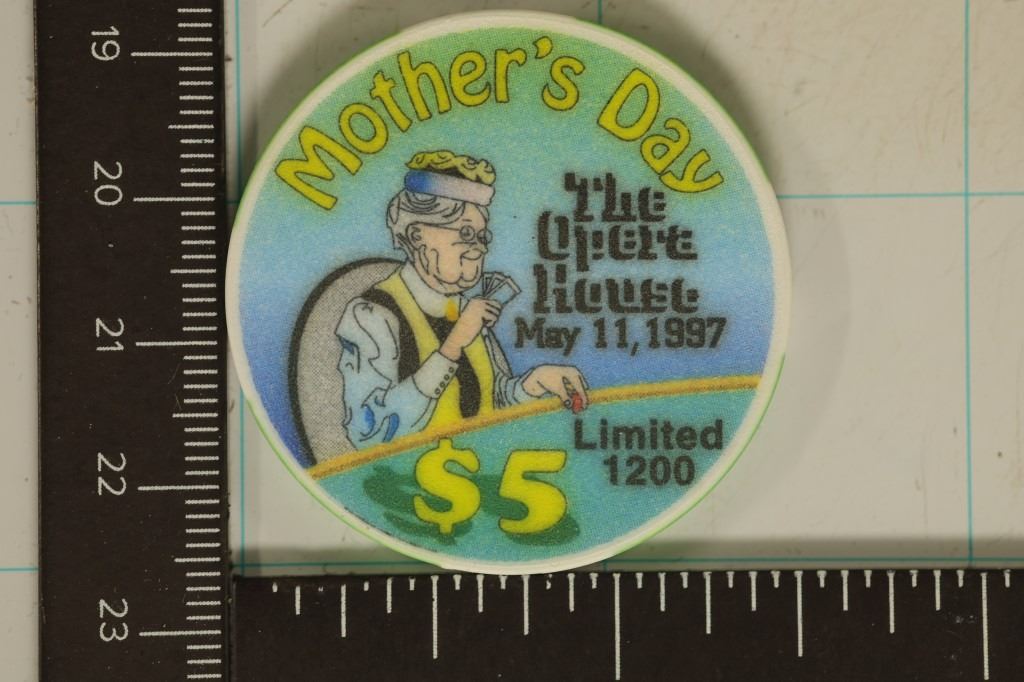 Mother's Day
The
Opera
House
May 11, 1997
Limited
1200
$5
19
20
21
22
23